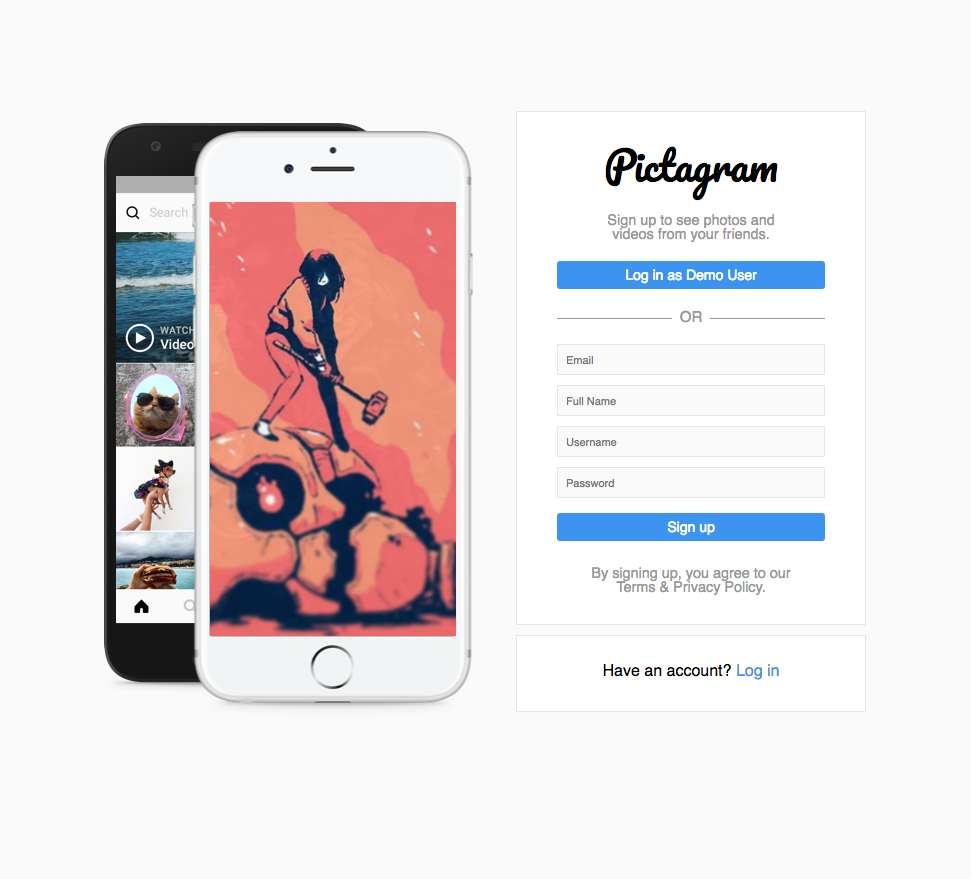 Search
WATCH
Video
Pictagram
Sign up to see photos and
videos from your friends.
Log in as Demo User
OR
Email
Full Name
Username
Password
Sign up
By signing up, you agree to our
Terms & Privacy Policy.
Have an account? Log in